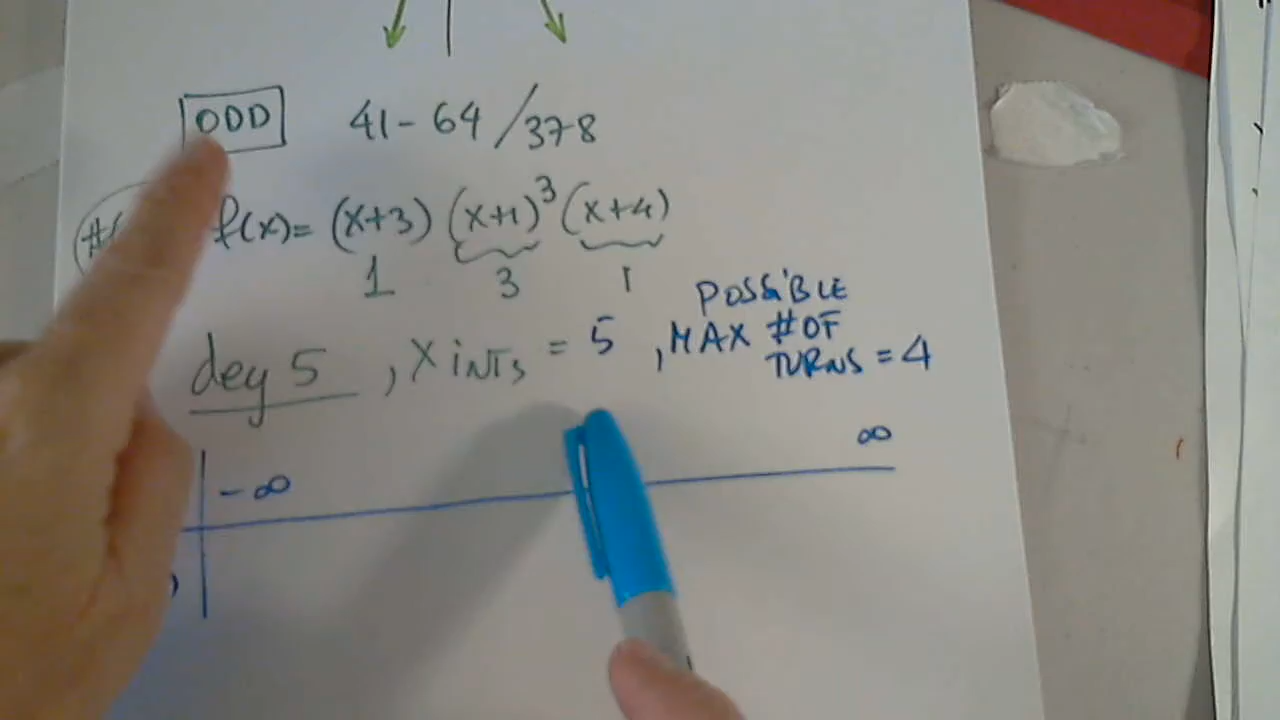 ODD 41-64/378
f(x)= (x+3) (x+1)³ (x+4)
1 3 1
deg 5 , X iNTS = 5 , POSSiBLE MAX # OF TURNS = 4
-∞ ∞